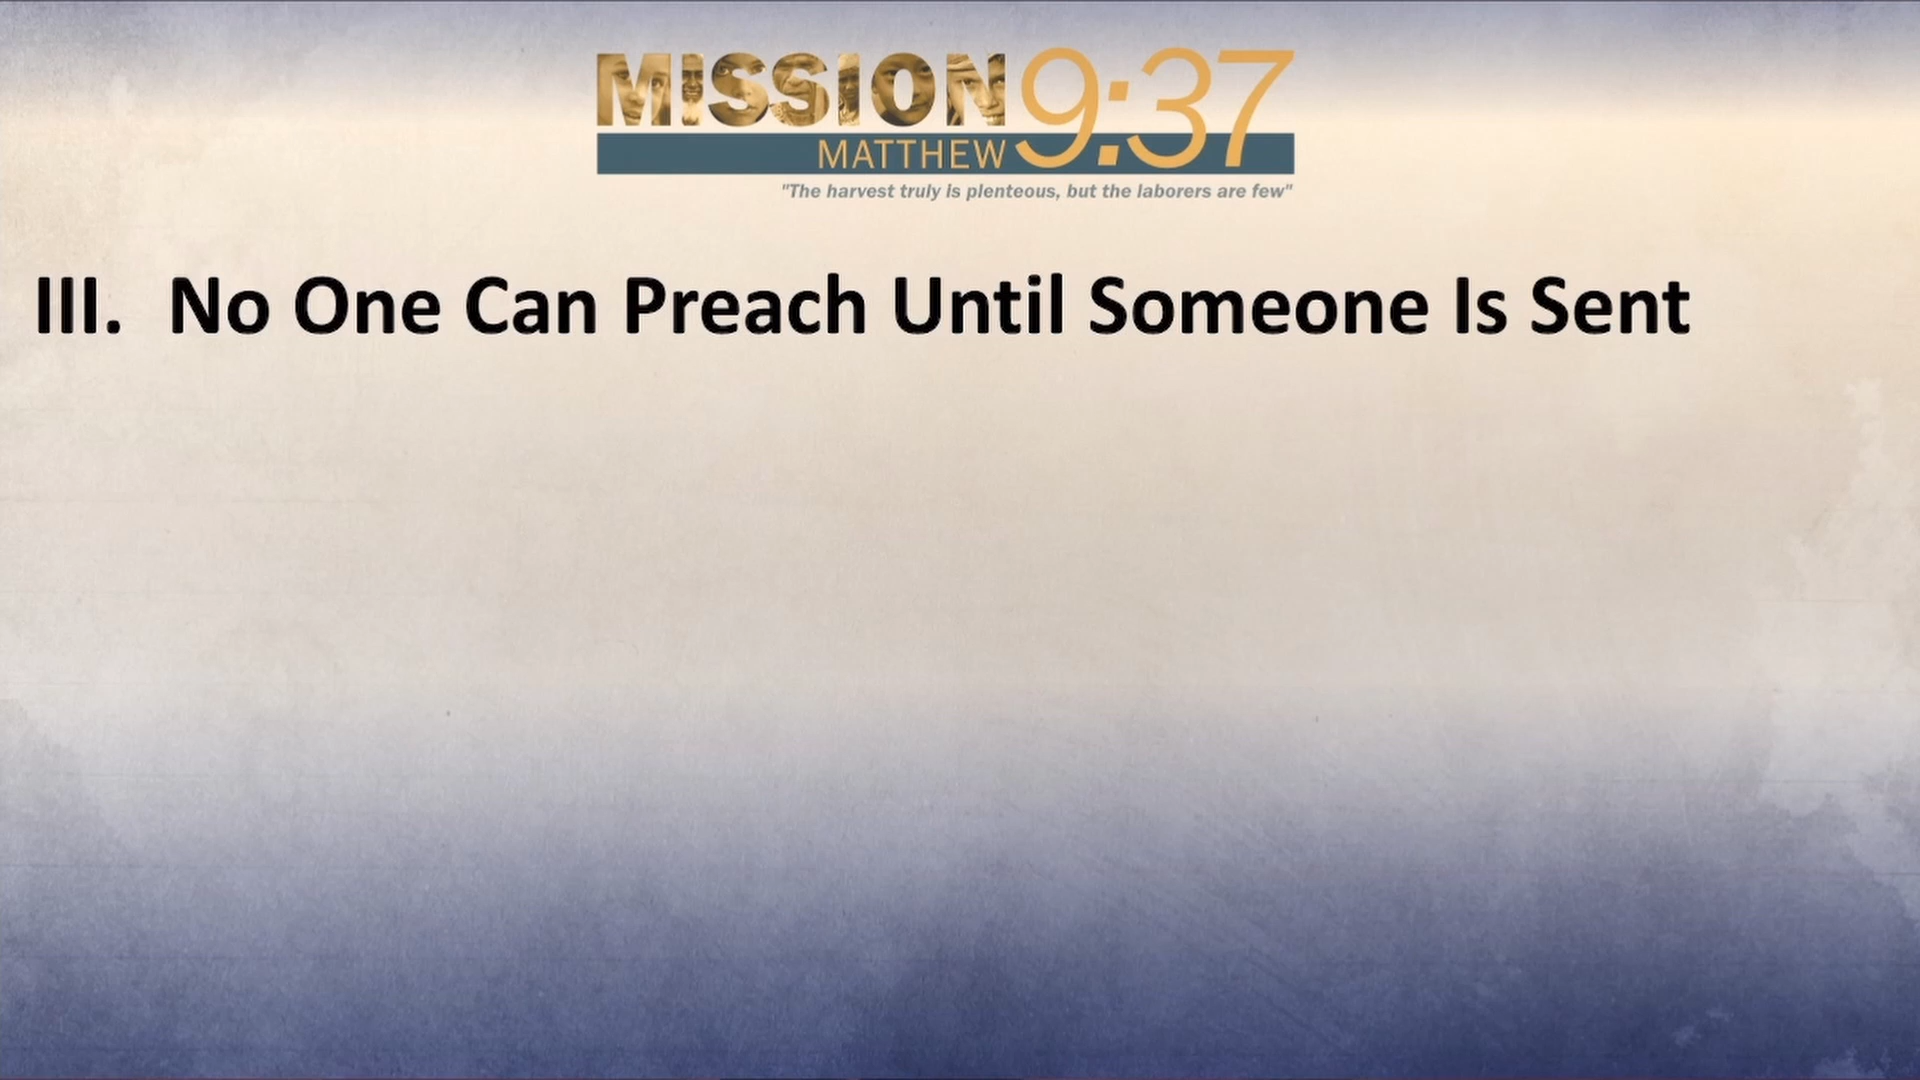 MISSION 9:37
MATTHEW
"The harvest truly is plenteous, but the laborers are few"
III. No One Can Preach Until Someone Is Sent